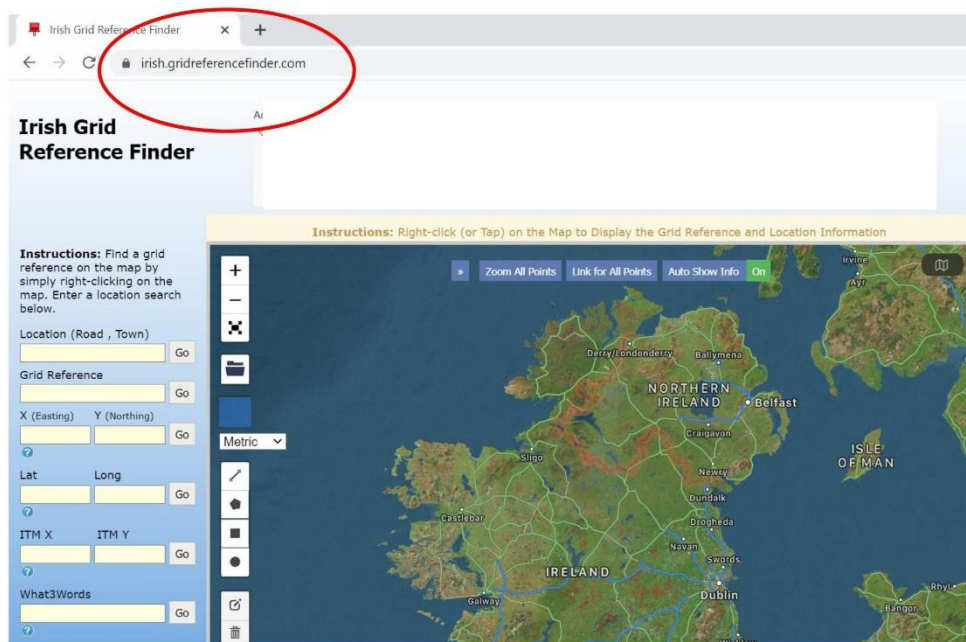 Irish Grid Reference Finder
irish.gridreferencefinder.com
Irish Grid
Reference Finder
Instructions: Right-click (or Tap) on the Map to Display the Grid Reference and Location Information
Instructions: Find a grid
reference on the map by
simply right-clicking on the
map. Enter a location search
below.
Location (Road , Town)
Go
Grid Reference
Go
X (Easting) Y (Northing)
Go
?
Lat Long
Go
?
ITM X ITM Y
Go
?
What3Words
Go
?
+
−
Metric
» Zoom All Points Link for All Points Auto Show Info On
Irvine
Ayr
Derry/Londonderry
Ballymena
NORTHERN
IRELAND
Belfast
Craigavon
ISLE
OF MAN
Sligo
Newry
Dundalk
Castlebar
Drogheda
Navan
Swords
IRELAND
Dublin
Rhyl
Galway
Bangor